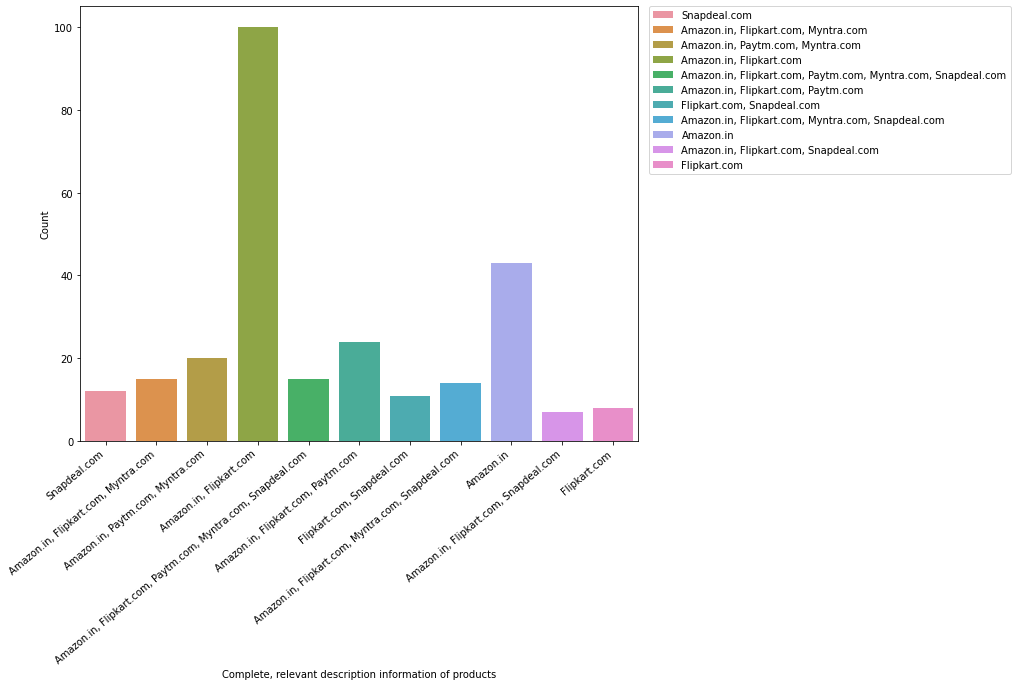 100
80
60
40
20
0
Count
Snapdeal.com
Amazon.in, Flipkart.com, Myntra.com
Amazon.in, Paytm.com, Myntra.com
Amazon.in, Flipkart.com
Amazon.in, Flipkart.com, Paytm.com, Myntra.com, Snapdeal.com
Amazon.in, Flipkart.com, Paytm.com
Flipkart.com, Snapdeal.com
Amazon.in, Flipkart.com, Myntra.com, Snapdeal.com
Amazon.in
Amazon.in, Flipkart.com, Snapdeal.com
Flipkart.com
Complete, relevant description information of products
Snapdeal.com
Amazon.in, Flipkart.com, Myntra.com
Amazon.in, Paytm.com, Myntra.com
Amazon.in, Flipkart.com
Amazon.in, Flipkart.com, Paytm.com, Myntra.com, Snapdeal.com
Amazon.in, Flipkart.com, Paytm.com
Flipkart.com, Snapdeal.com
Amazon.in, Flipkart.com, Myntra.com, Snapdeal.com
Amazon.in
Amazon.in, Flipkart.com, Snapdeal.com
Flipkart.com